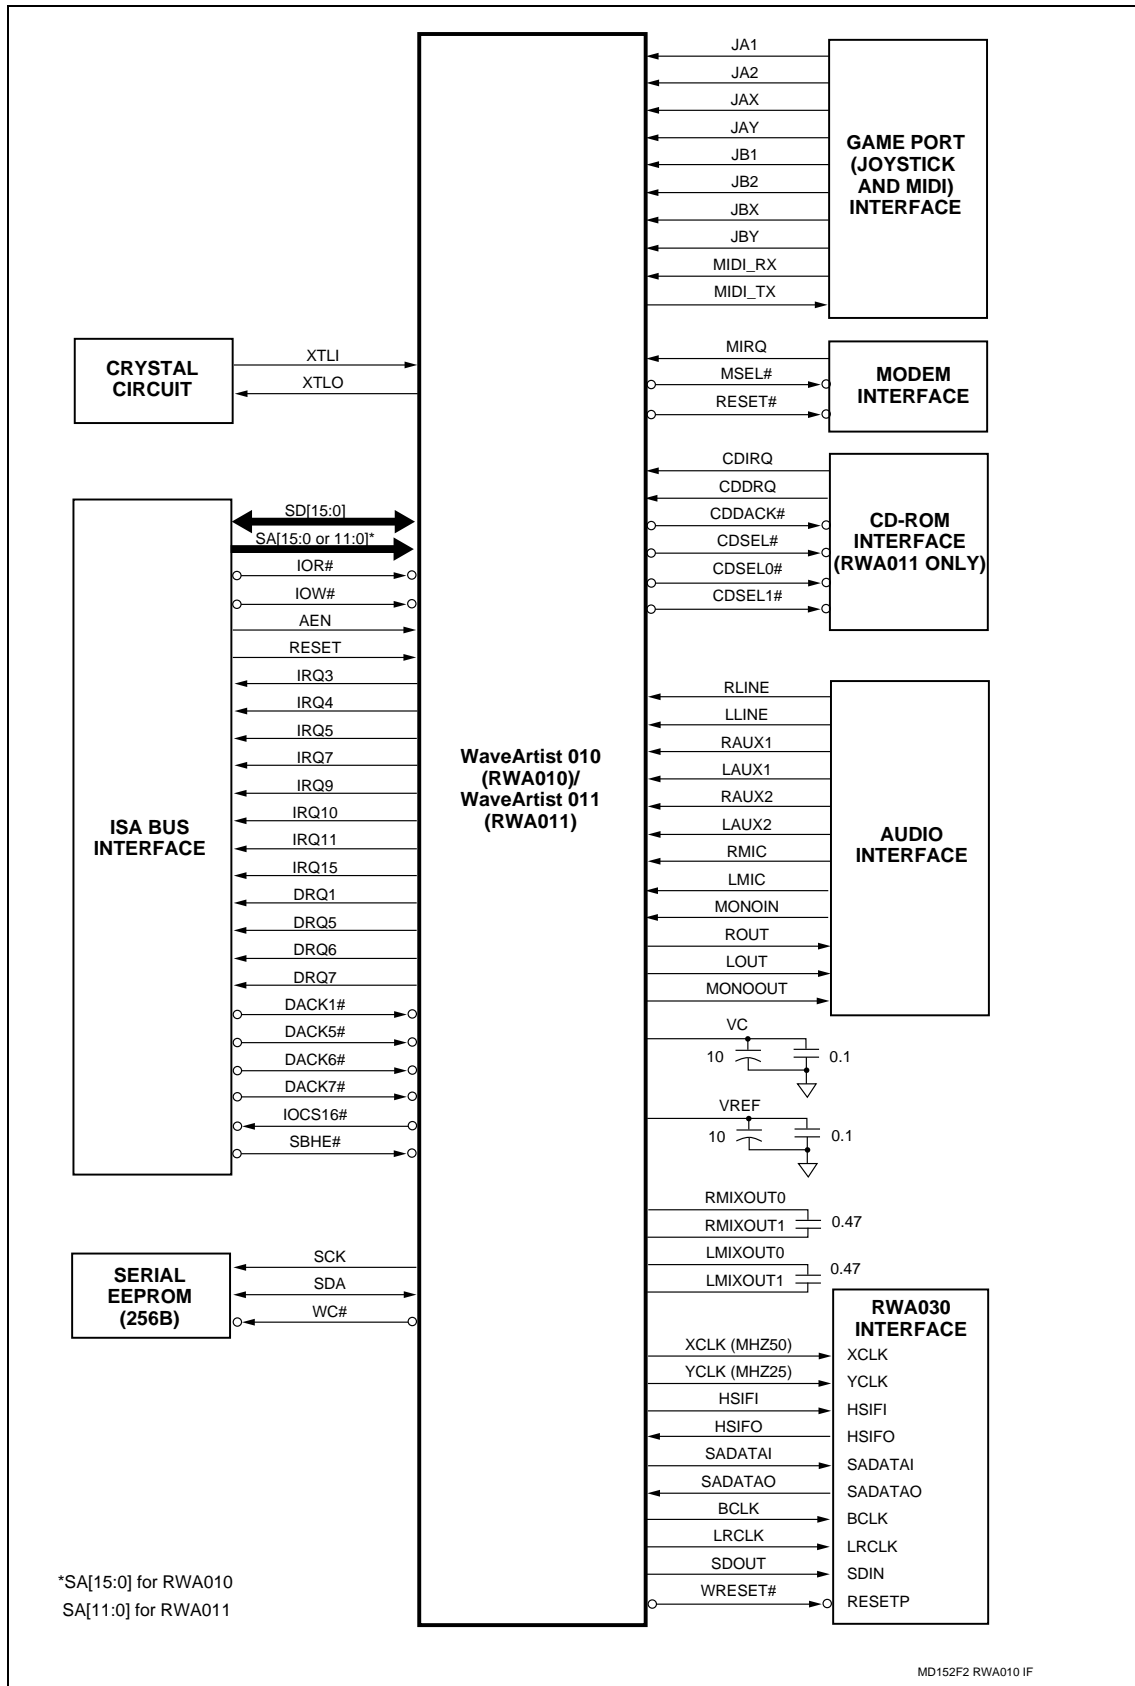 JA1
JA2
JAX
JAY
JB1
JB2
JBX
JBY
MIDI_RX
MIDI_TX
GAME PORT
(JOYSTICK
AND MIDI)
INTERFACE
CRYSTAL
CIRCUIT
XTLI
XTLO
MIRQ
MSEL#
RESET#
MODEM
INTERFACE
CDIRQ
CDDRQ
CDDACK#
CDSEL#
CDSEL0#
CDSEL1#
CD-ROM
INTERFACE
(RWA011 ONLY)
ISA BUS
INTERFACE
SD[15:0]
SA[15:0 or 11:0]*
IOR#
IOW#
AEN
RESET
IRQ3
IRQ4
IRQ5
IRQ7
IRQ9
IRQ10
IRQ11
IRQ15
DRQ1
DRQ5
DRQ6
DRQ7
DACK1#
DACK5#
DACK6#
DACK7#
IOCS16#
SBHE#
WaveArtist 010
(RWA010)/
WaveArtist 011
(RWA011)
RLINE
LLINE
RAUX1
LAUX1
RAUX2
LAUX2
RMIC
LMIC
MONOIN
ROUT
LOUT
MONOOUT
AUDIO
INTERFACE
VC
10
0.1
VREF
10
0.1
RMIXOUT0
RMIXOUT1
0.47
LMIXOUT0
LMIXOUT1
0.47
SERIAL
EEPROM
(256B)
SCK
SDA
WC#
RWA030
INTERFACE
XCLK (MHZ50)
XCLK
YCLK (MHZ25)
YCLK
HSIFI
HSIFI
HSIFO
HSIFO
SADATAI
SADATAI
SADATAO
SADATAO
BCLK
BCLK
LRCLK
LRCLK
SDOUT
SDIN
WRESET#
RESETP
*SA[15:0] for RWA010
SA[11:0] for RWA011
MD152F2 RWA010 IF